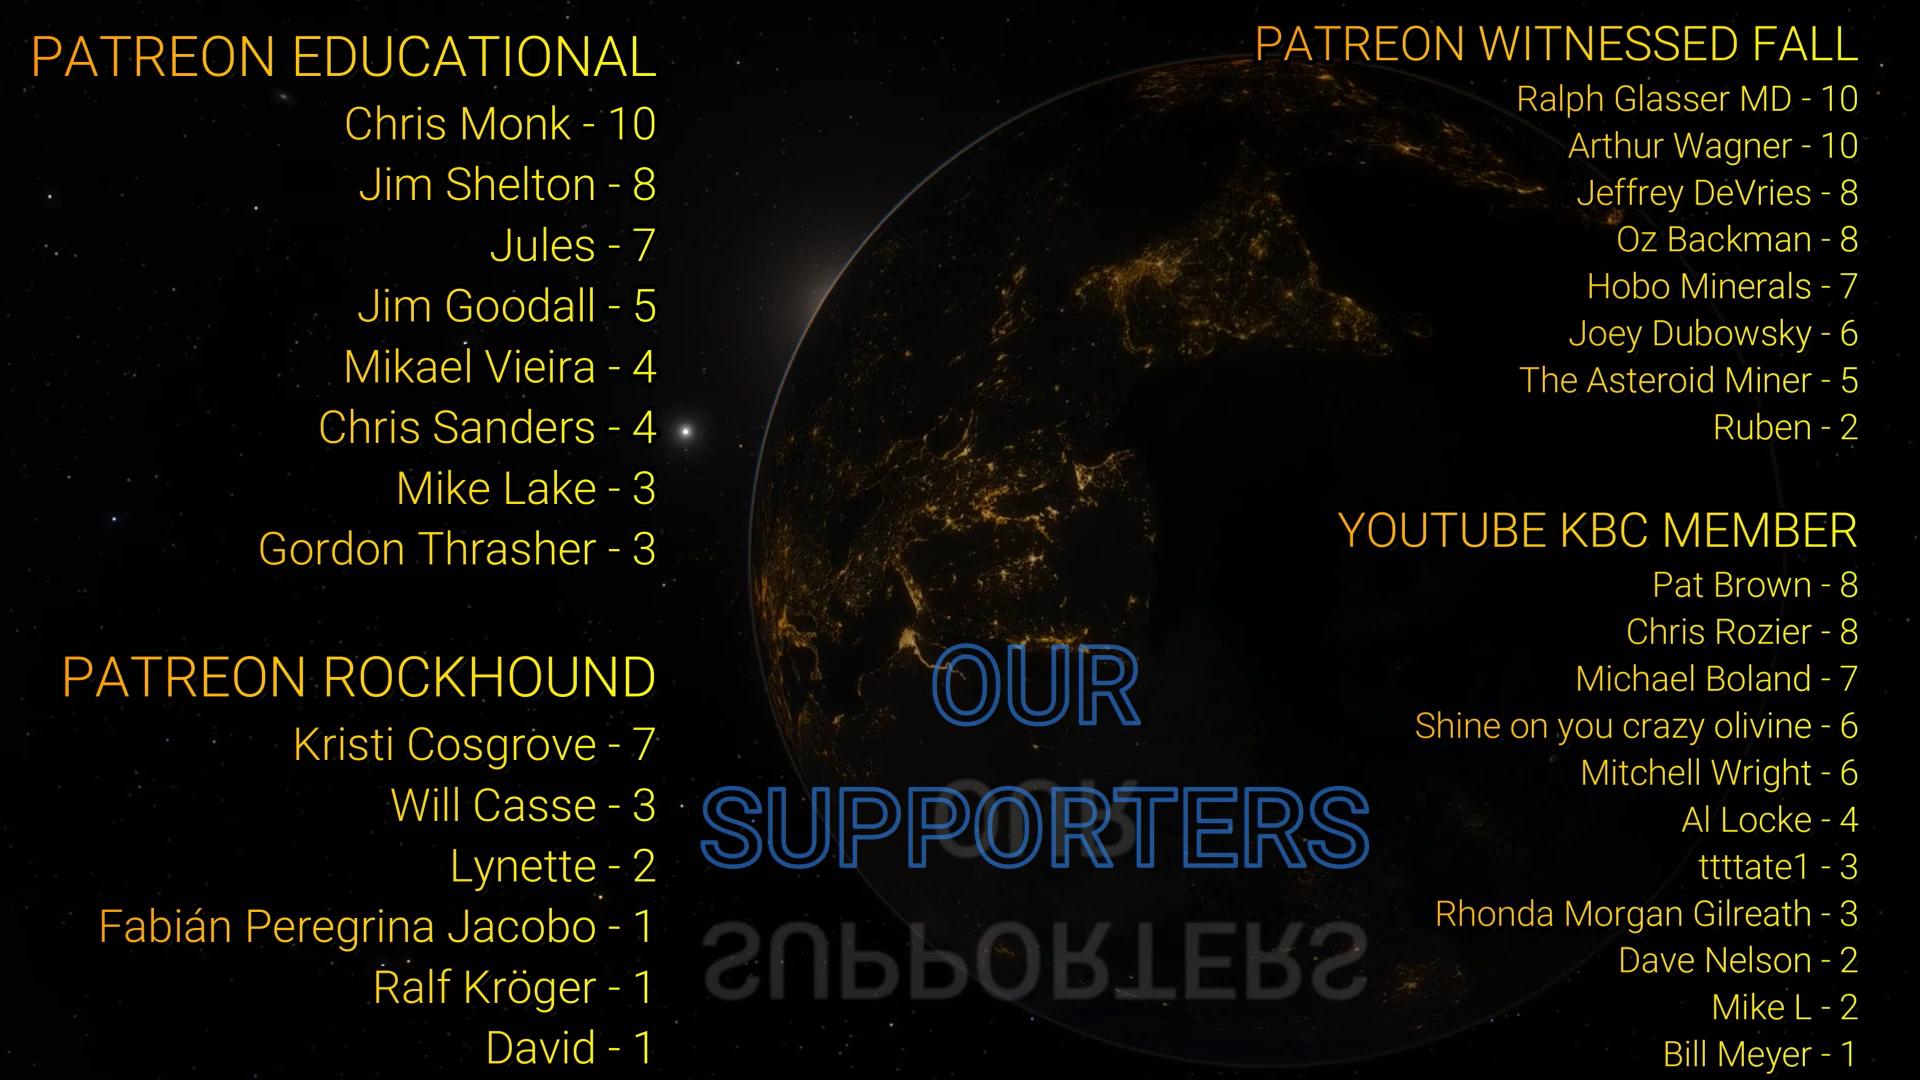 PATREON EDUCATIONAL
Chris Monk - 10
Jim Shelton - 8
Jules - 7
Jim Goodall - 5
Mikael Vieira - 4
Chris Sanders - 4
Mike Lake - 3
Gordon Thrasher - 3
PATREON ROCKHOUND
Kristi Cosgrove - 7
Will Casse - 3
Lynette - 2
Fabián Peregrina Jacobo - 1
Ralf Kröger - 1
David - 1
OUR
SUPPORTERS
PATREON WITNESSED FALL
Ralph Glasser MD - 10
Arthur Wagner - 10
Jeffrey DeVries - 8
Oz Backman - 8
Hobo Minerals - 7
Joey Dubowsky - 6
The Asteroid Miner - 5
Ruben - 2
YOUTUBE KBC MEMBER
Pat Brown - 8
Chris Rozier - 8
Michael Boland - 7
Shine on you crazy olivine - 6
Mitchell Wright - 6
Al Locke - 4
ttttate1 - 3
Rhonda Morgan Gilreath - 3
Dave Nelson - 2
Mike L - 2
Bill Meyer - 1